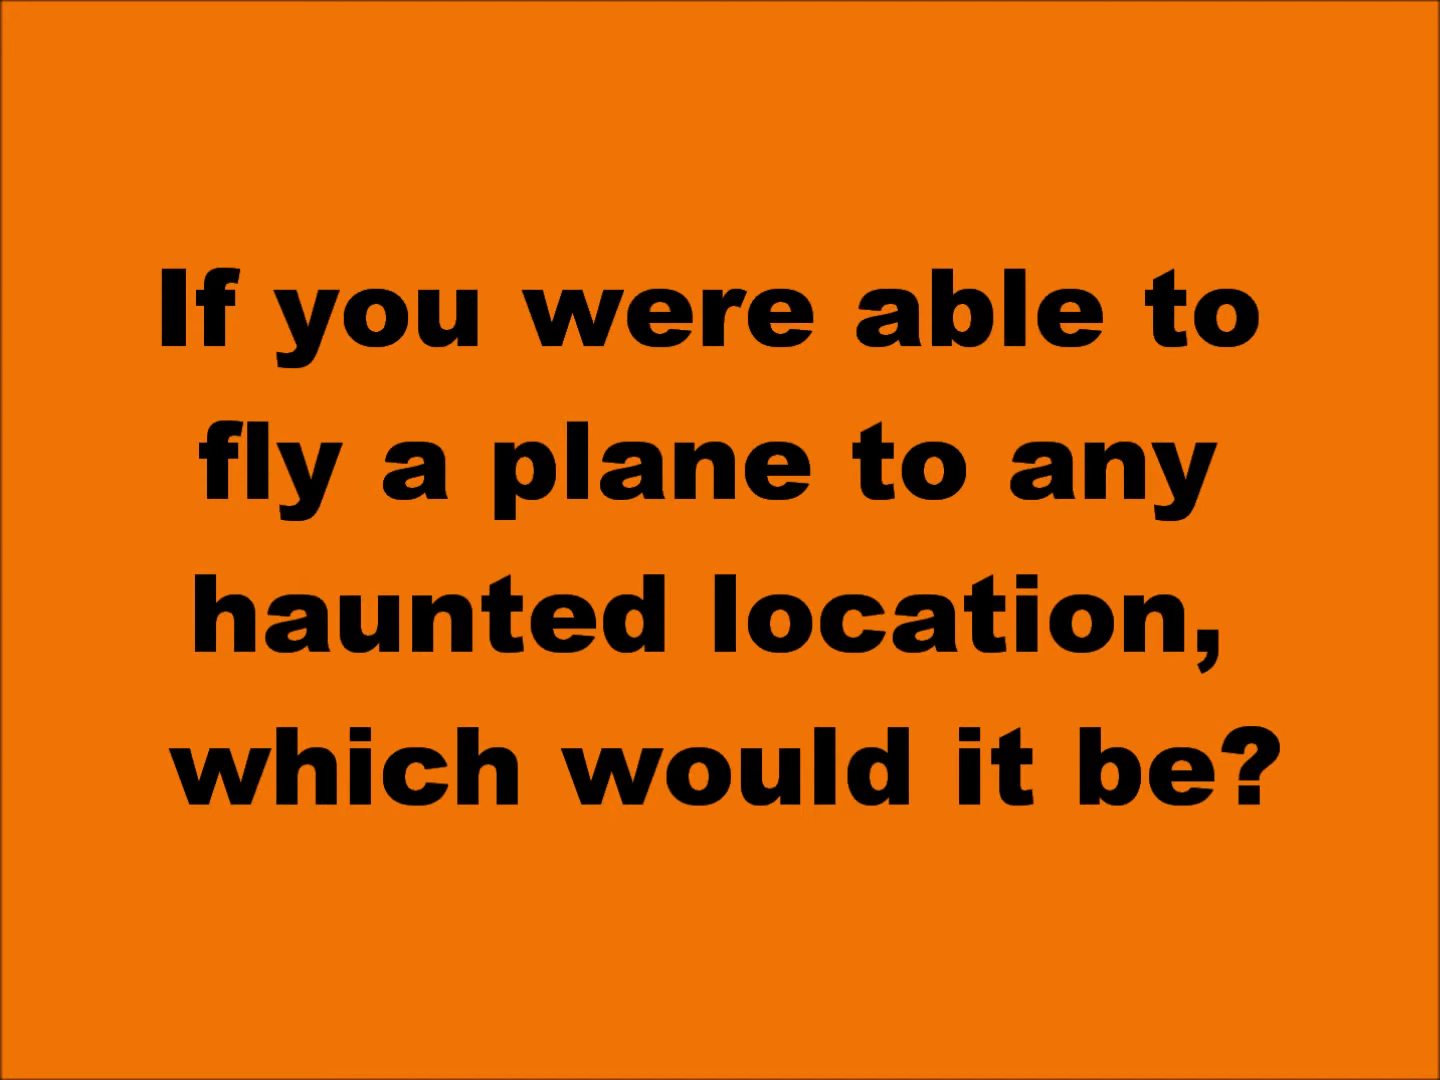 If you were able to
fly a plane to any
haunted location,
which would it be?